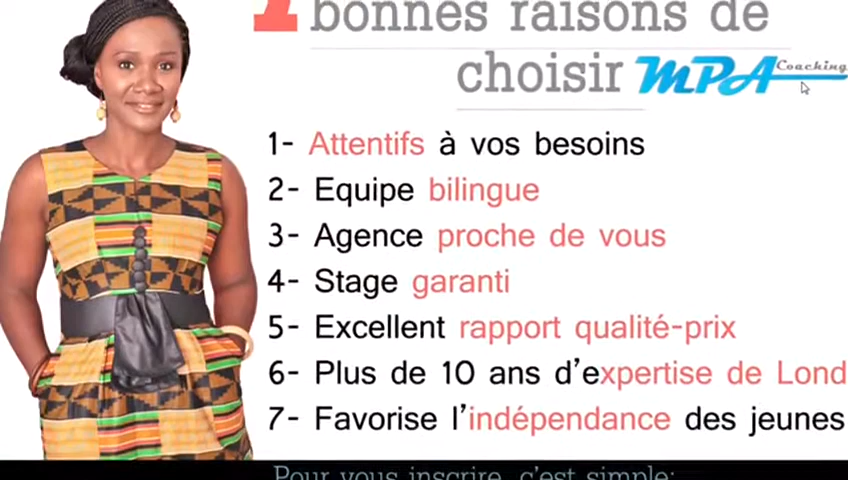 bonnes raisons de
choisir MPA Coaching
1- Attentifs à vos besoins
2- Equipe bilingue
3- Agence proche de vous
4- Stage garanti
5- Excellent rapport qualité-prix
6- Plus de 10 ans d'expertise de Lond
7- Favorise l'indépendance des jeunes
Pour vous inscrire, c'est simple: